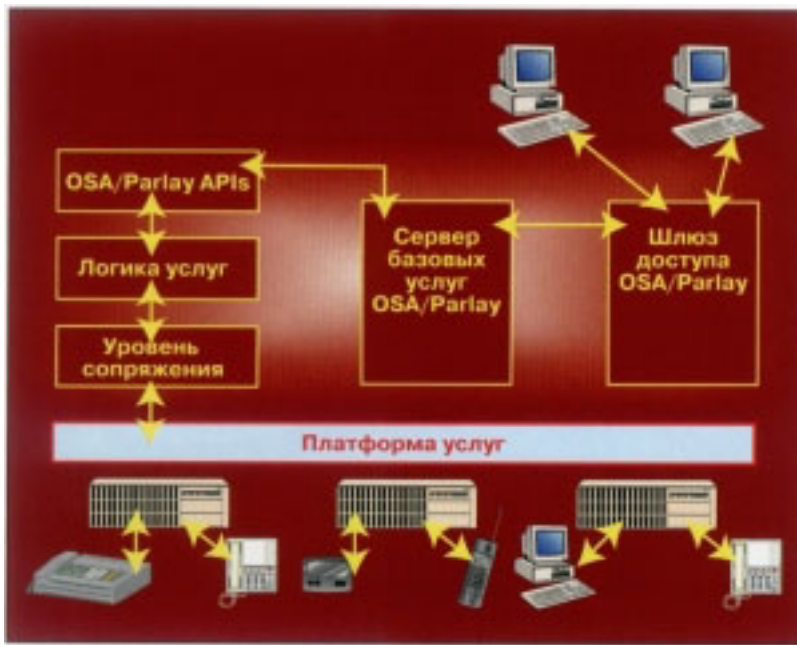 OSA/Parlay APIs
Логика услуг
Уровень
сопряжения
Сервер
базовых
услуг
OSA/Parlay
Шлюз
доступа
OSA/Parlay
Платформа услуг